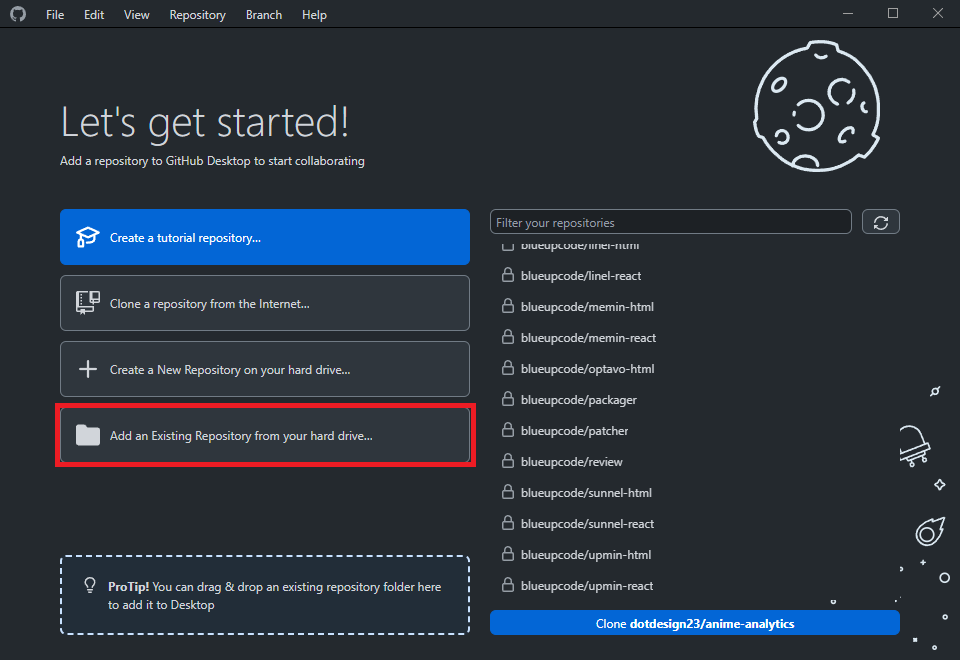 File Edit View Repository Branch Help
Let's get started!
Add a repository to GitHub Desktop to start collaborating
Create a tutorial repository...
Clone a repository from the Internet...
Create a New Repository on your hard drive...
Add an Existing Repository from your hard drive...
ProTip! You can drag & drop an existing repository folder here
to add it to Desktop
Filter your repositories
blueupcode/linel-html
blueupcode/linel-react
blueupcode/memin-html
blueupcode/memin-react
blueupcode/optavo-html
blueupcode/packager
blueupcode/patcher
blueupcode/review
blueupcode/sunnel-html
blueupcode/sunnel-react
blueupcode/upmin-html
blueupcode/upmin-react
Clone dotdesign23/anime-analytics